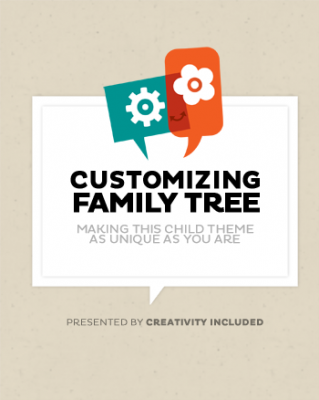 CUSTOMIZING
FAMILY TREE
MAKING THIS CHILD THEME
AS UNIQUE AS YOU ARE
PRESENTED BY CREATIVITY INCLUDED